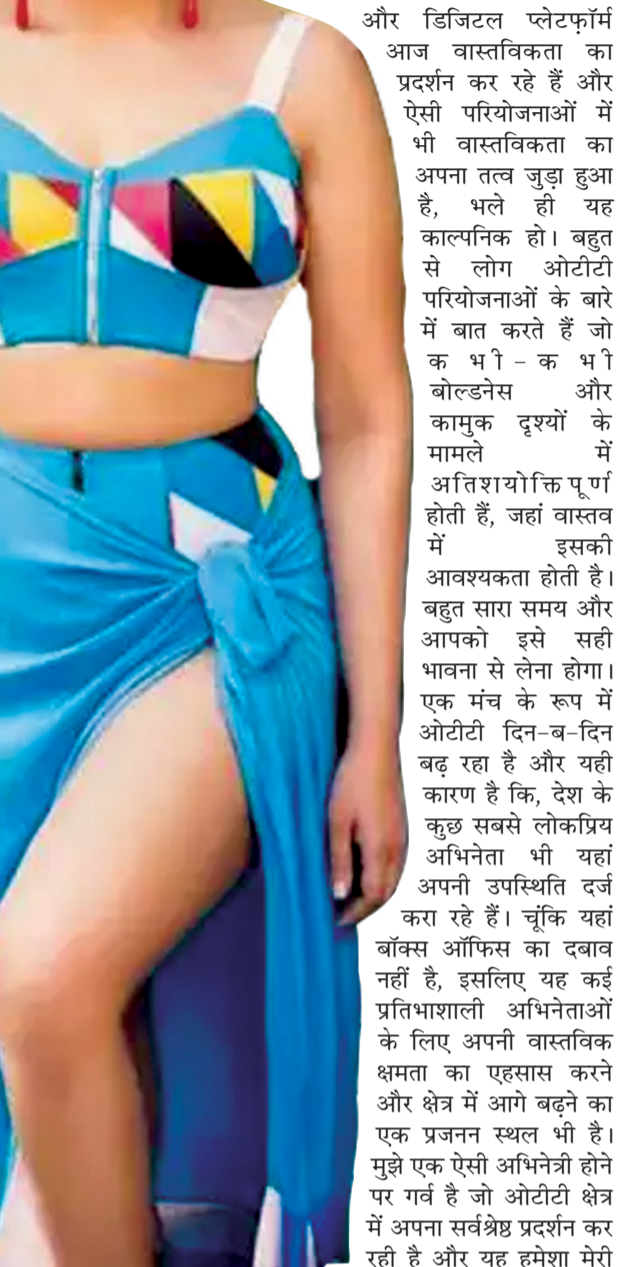 और डिजिटल प्लेटफ़ॉर्म
आज वास्तविकता का
प्रदर्शन कर रहे हैं और
ऐसी परियोजनाओं में
भी वास्तविकता का
अपना तत्व जुड़ा हुआ
है, भले ही यह
काल्पनिक हो। बहुत
से लोग ओटीटी
परियोजनाओं के बारे
में बात करते हैं जो
कभी-कभी
बोल्डनेस और
कामुक दृश्यों के
मामले में
अतिशयोक्तिपूर्ण
होती हैं, जहां वास्तव
में इसकी
आवश्यकता होती है।
बहुत सारा समय और
आपको इसे सही
भावना से लेना होगा।
एक मंच के रूप में
ओटीटी दिन-ब-दिन
बढ़ रहा है और यही
कारण है कि, देश के
कुछ सबसे लोकप्रिय
अभिनेता भी यहां
अपनी उपस्थिति दर्ज
करा रहे हैं। चूंकि यहां
बॉक्स ऑफिस का दबाव
नहीं है, इसलिए यह कई
प्रतिभाशाली अभिनेताओं
के लिए अपनी वास्तविक
क्षमता का एहसास करने
और क्षेत्र में आगे बढ़ने का
एक प्रजनन स्थल भी है।
मुझे एक ऐसी अभिनेत्री होने
पर गर्व है जो ओटीटी क्षेत्र
में अपना सर्वश्रेष्ठ प्रदर्शन कर
रही है और यह हमेशा मेरी